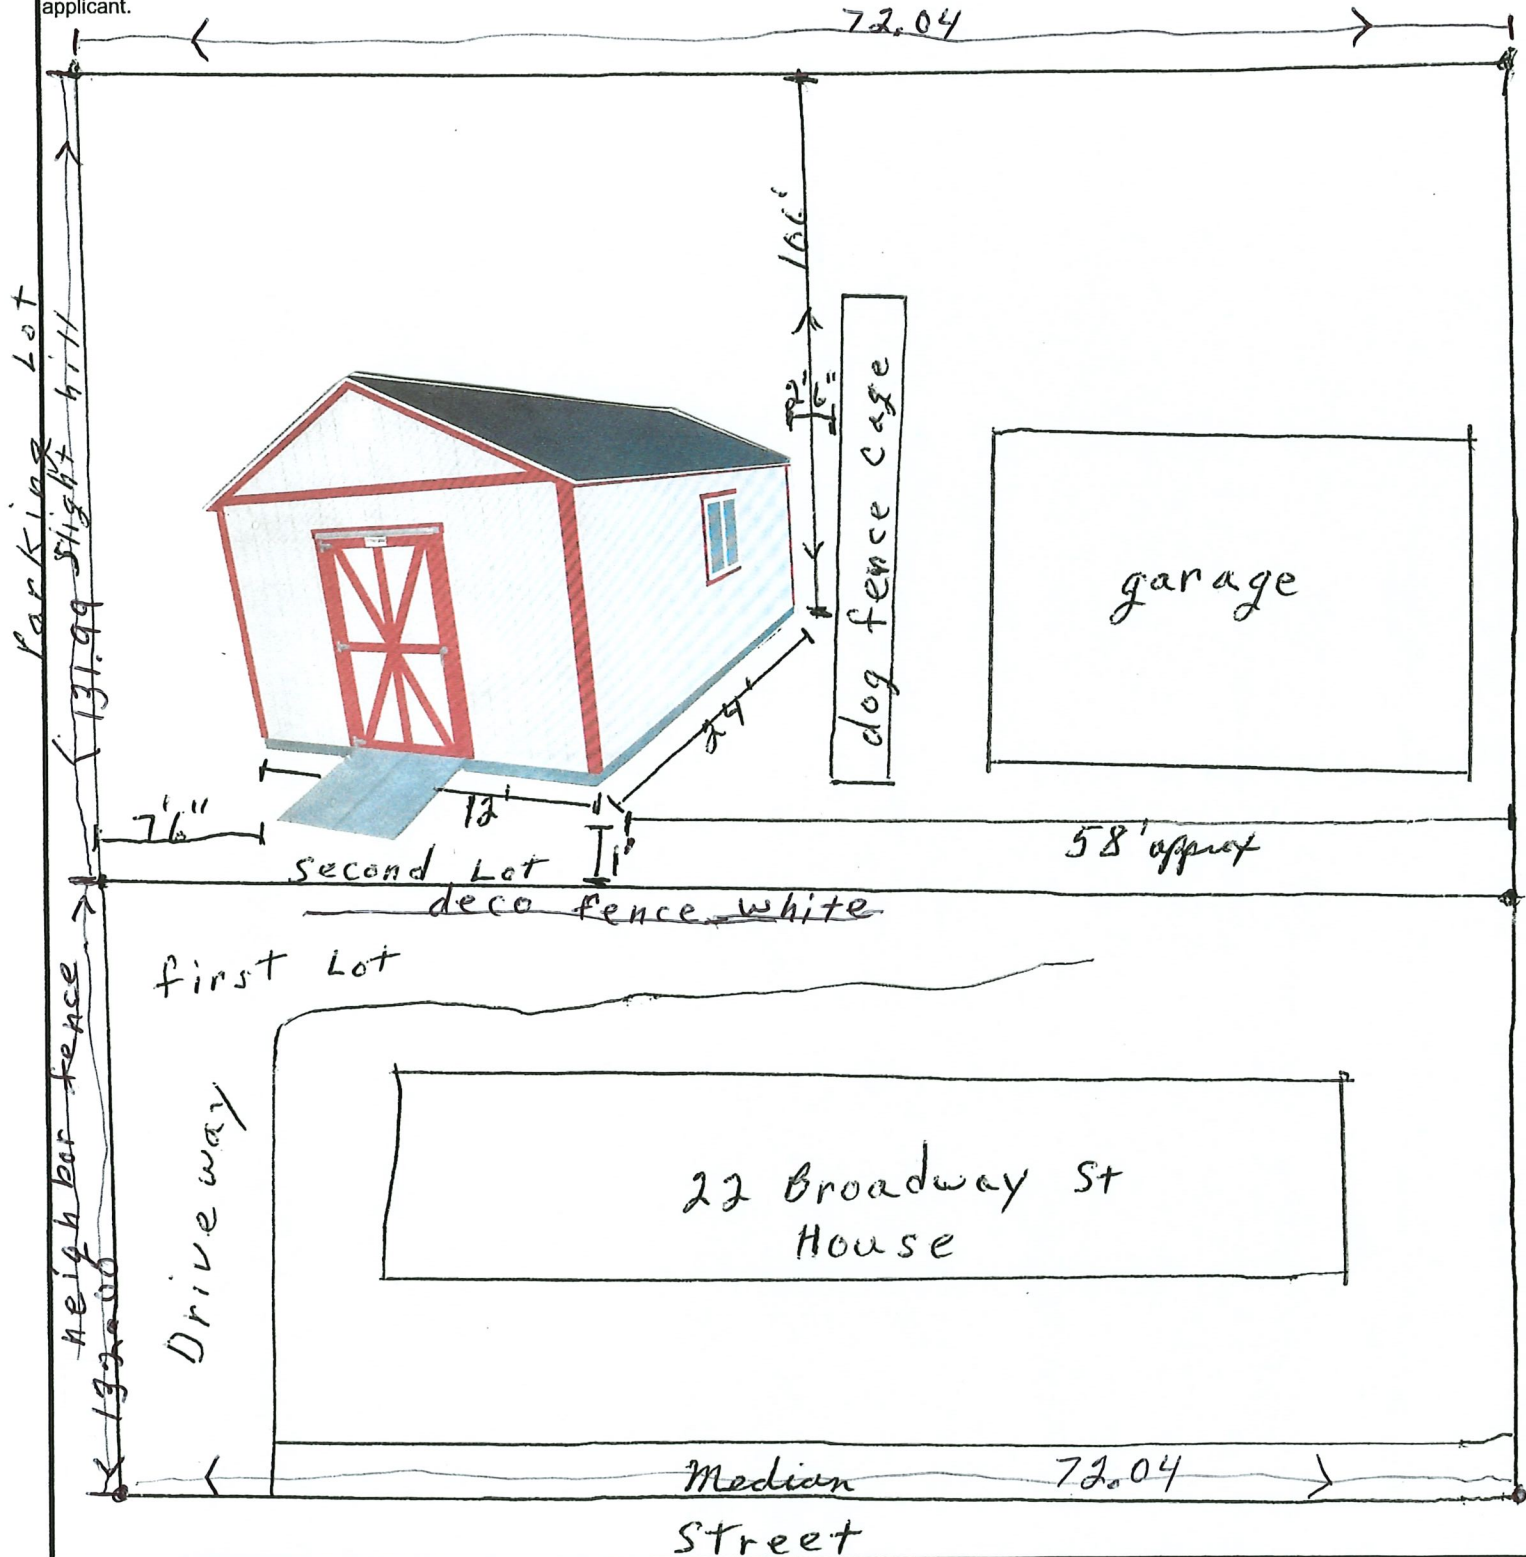 applicant.
72.04
Parking Lot
131.99 slight hill
106'
2'-
6"
dog fence cage
garage
24'
12'
7'6"
1'
58' approx
second Lot
deco fence white
first Lot
neighbor fence
132.00
Driveway
22 Broadway St
House
Median 72.04
Street